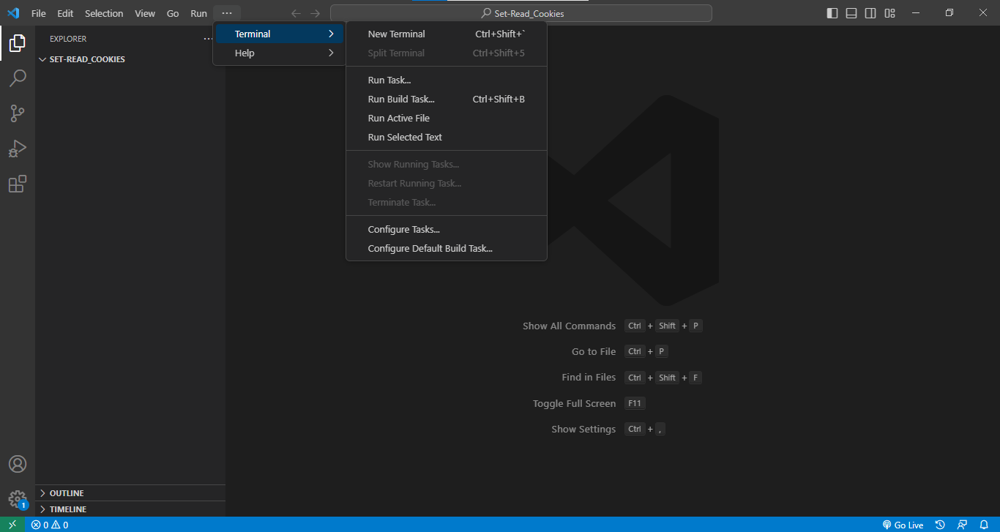 File Edit Selection View Go Run ··· Set-Read_Cookies
EXPLORER ···
SET-READ_COOKIES
Terminal
Help
New Terminal Ctrl+Shift+`
Split Terminal Ctrl+Shift+5
Run Task...
Run Build Task... Ctrl+Shift+B
Run Active File
Run Selected Text
Show Running Tasks...
Restart Running Task...
Terminate Task...
Configure Tasks...
Configure Default Build Task...
Show All Commands Ctrl + Shift + P
Go to File Ctrl + P
Find in Files Ctrl + Shift + F
Toggle Full Screen F11
Show Settings Ctrl + ,
OUTLINE
1
TIMELINE
0 0 Go Live